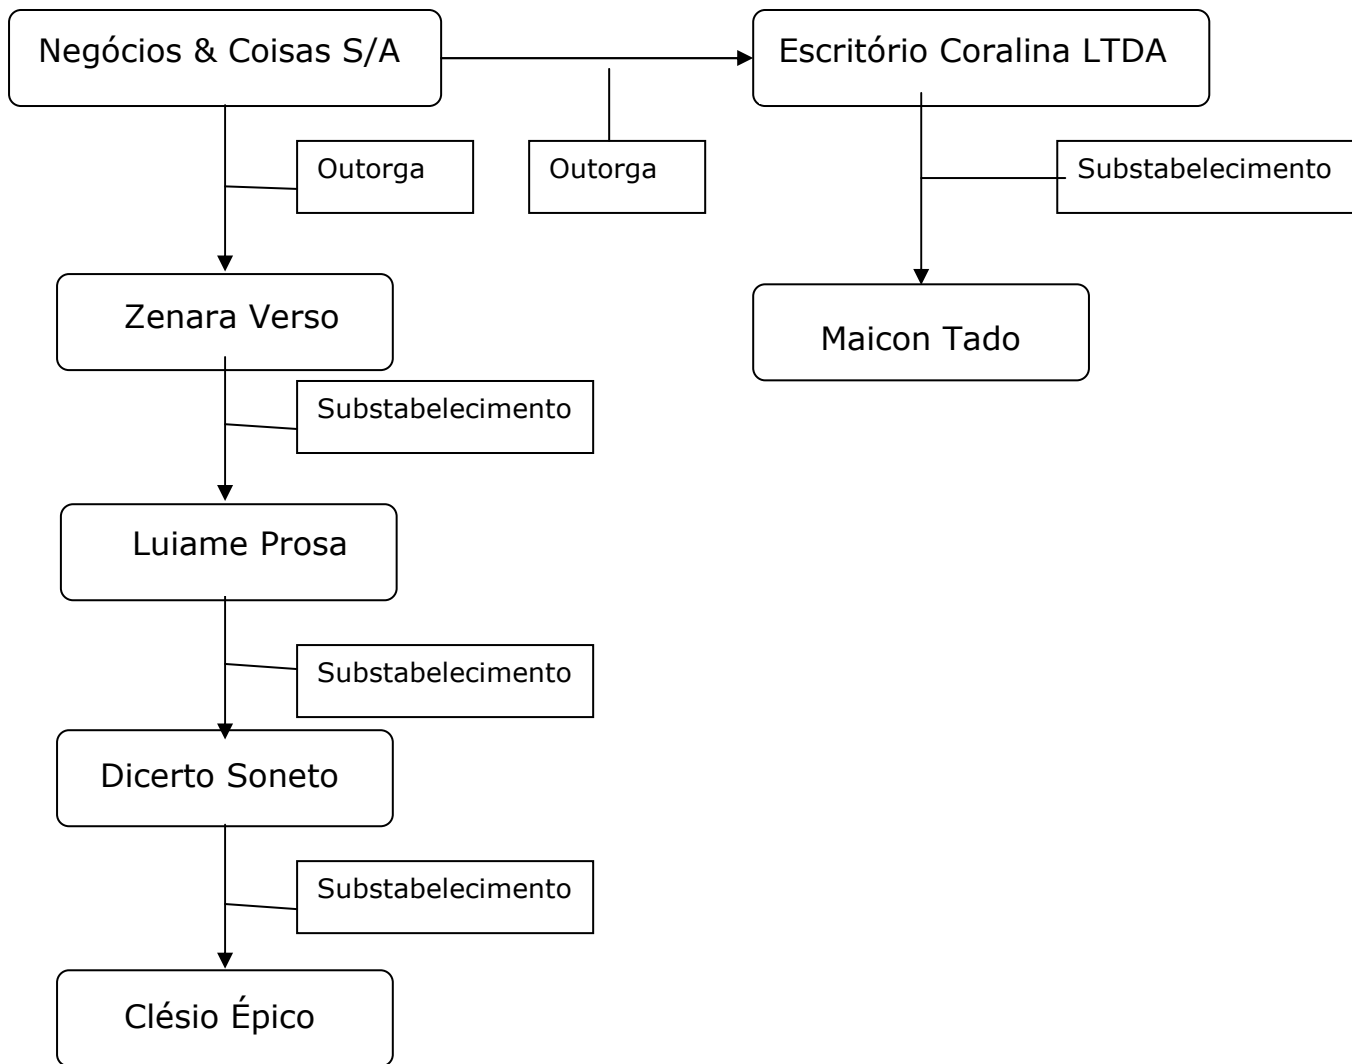 Negócios & Coisas S/A
Escritório Coralina LTDA
Outorga
Outorga
Substabelecimento
Zenara Verso
Maicon Tado
Substabelecimento
Luiame Prosa
Substabelecimento
Dicerto Soneto
Substabelecimento
Clésio Épico